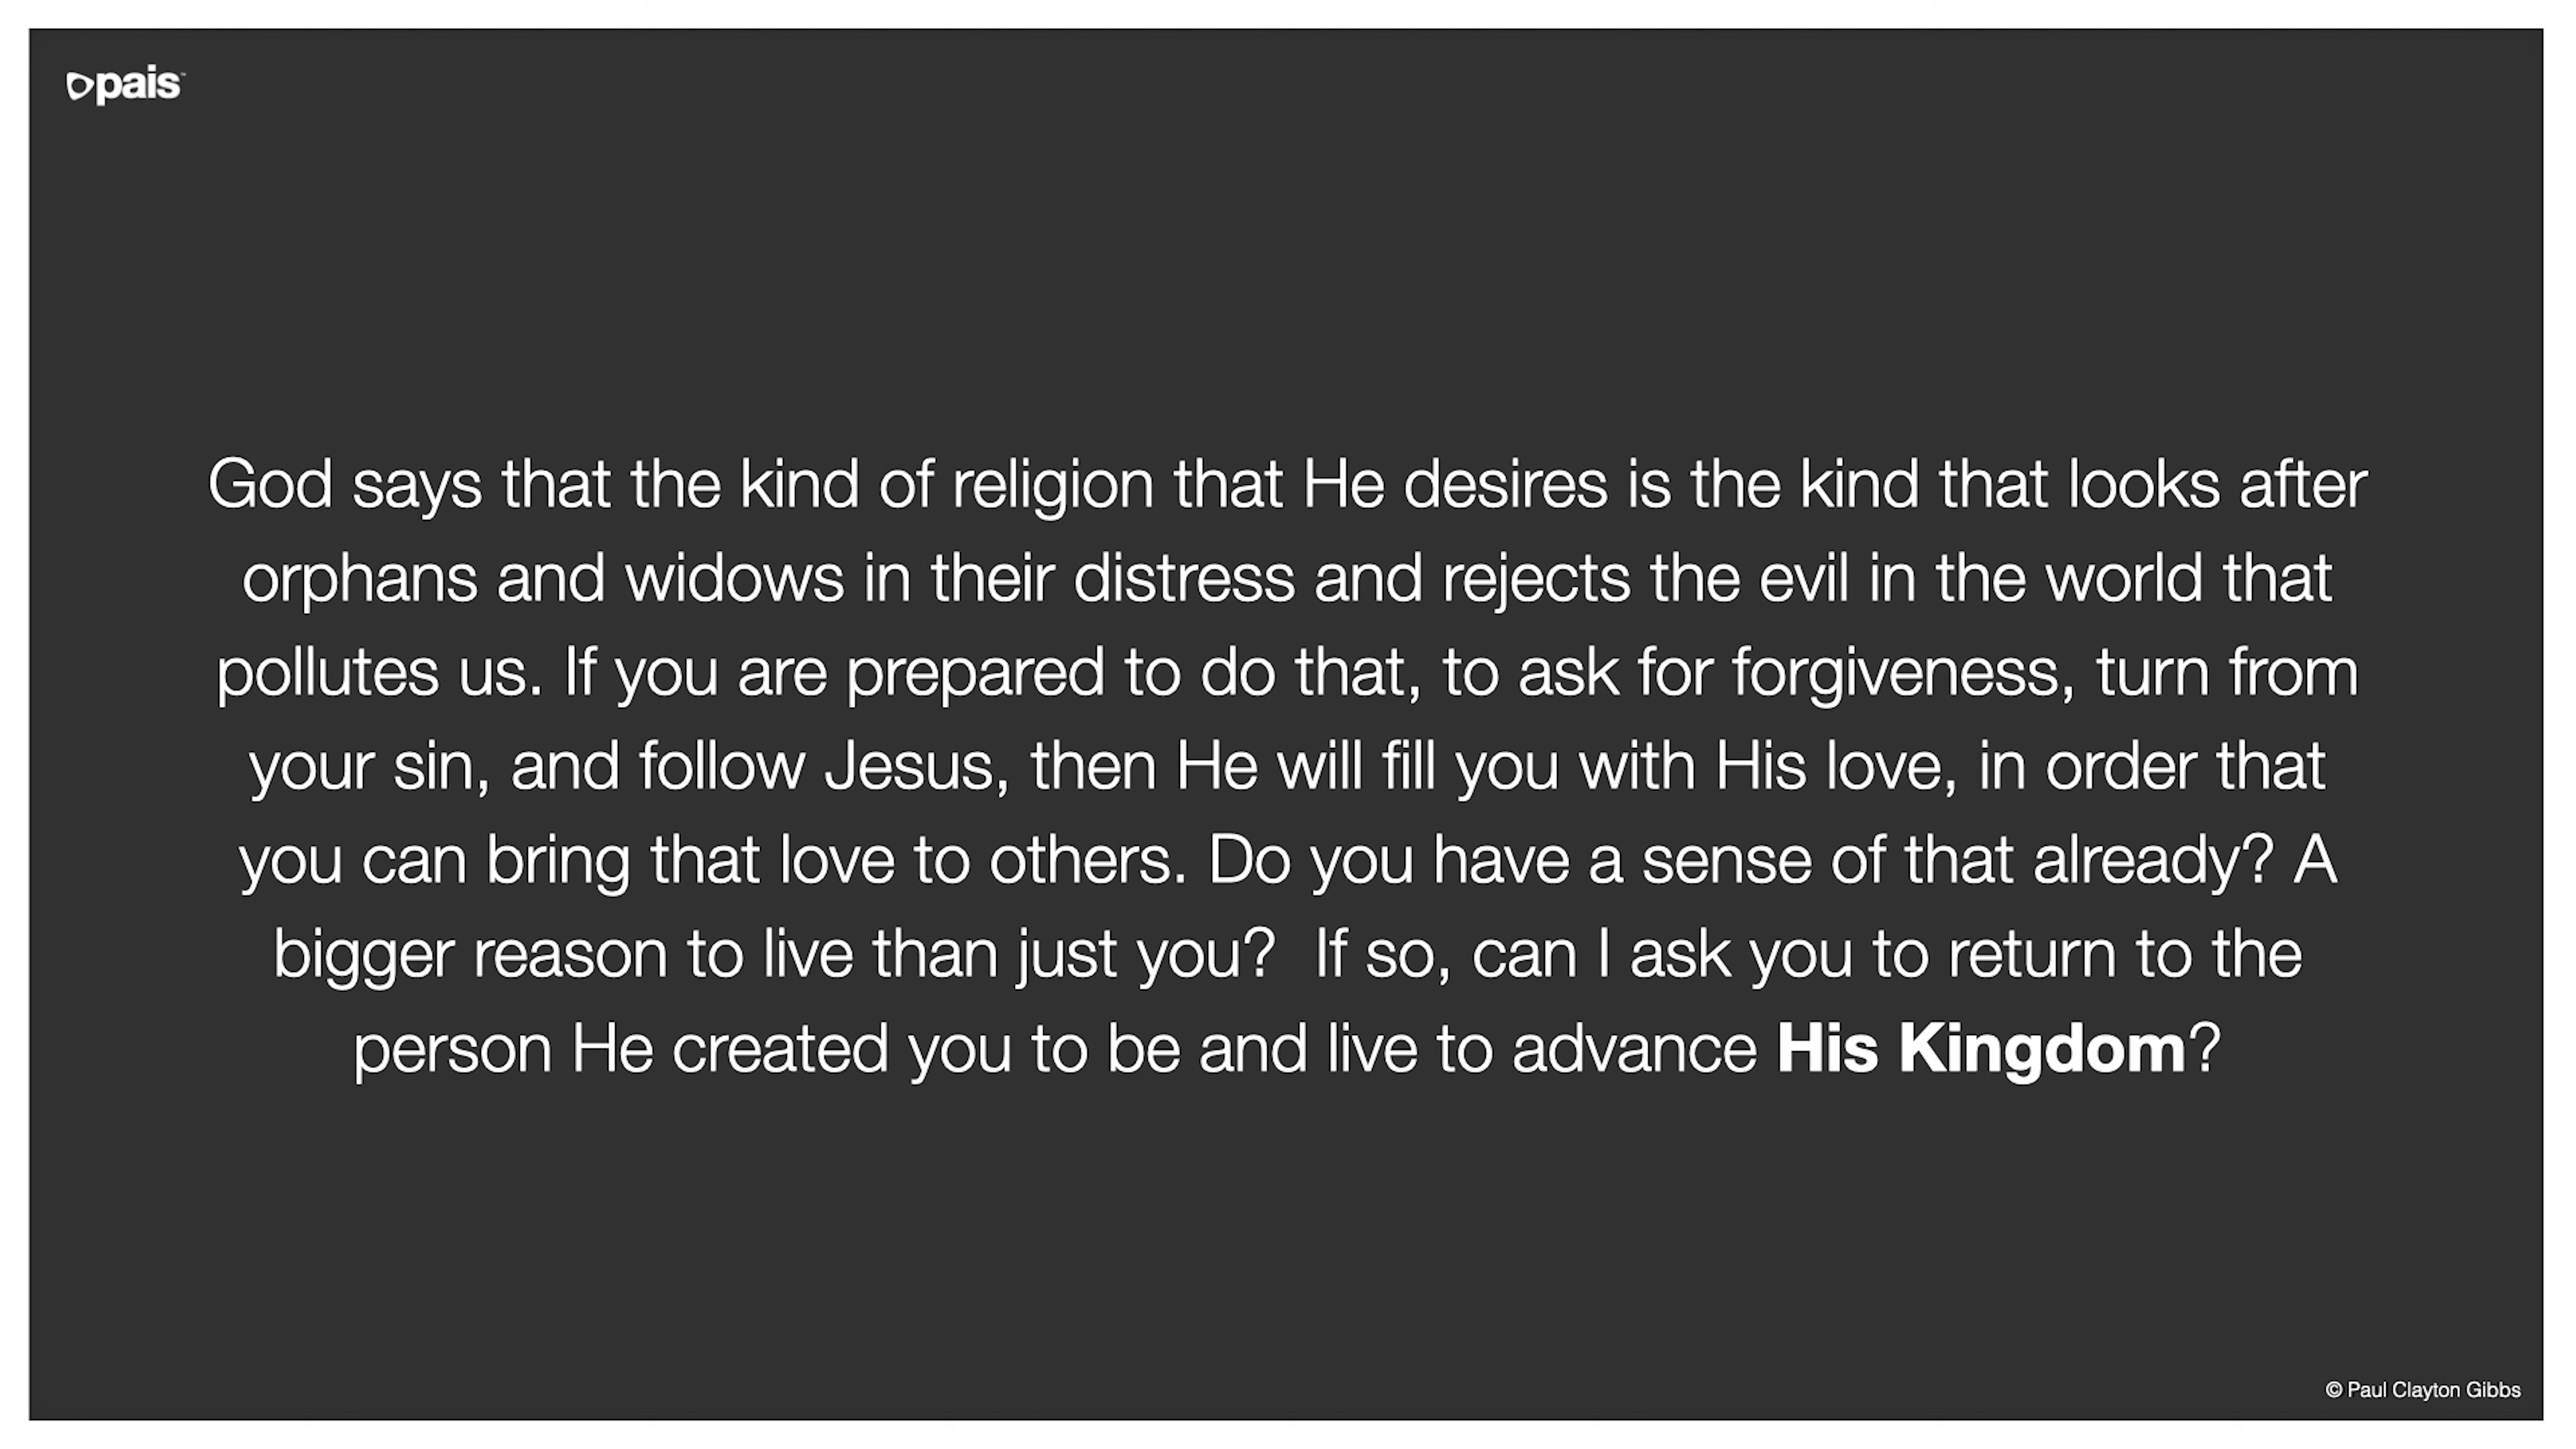 pais™
God says that the kind of religion that He desires is the kind that looks after
orphans and widows in their distress and rejects the evil in the world that
pollutes us. If you are prepared to do that, to ask for forgiveness, turn from
your sin, and follow Jesus, then He will fill you with His love, in order that
you can bring that love to others. Do you have a sense of that already? A
bigger reason to live than just you?  If so, can I ask you to return to the
person He created you to be and live to advance His Kingdom?
© Paul Clayton Gibbs